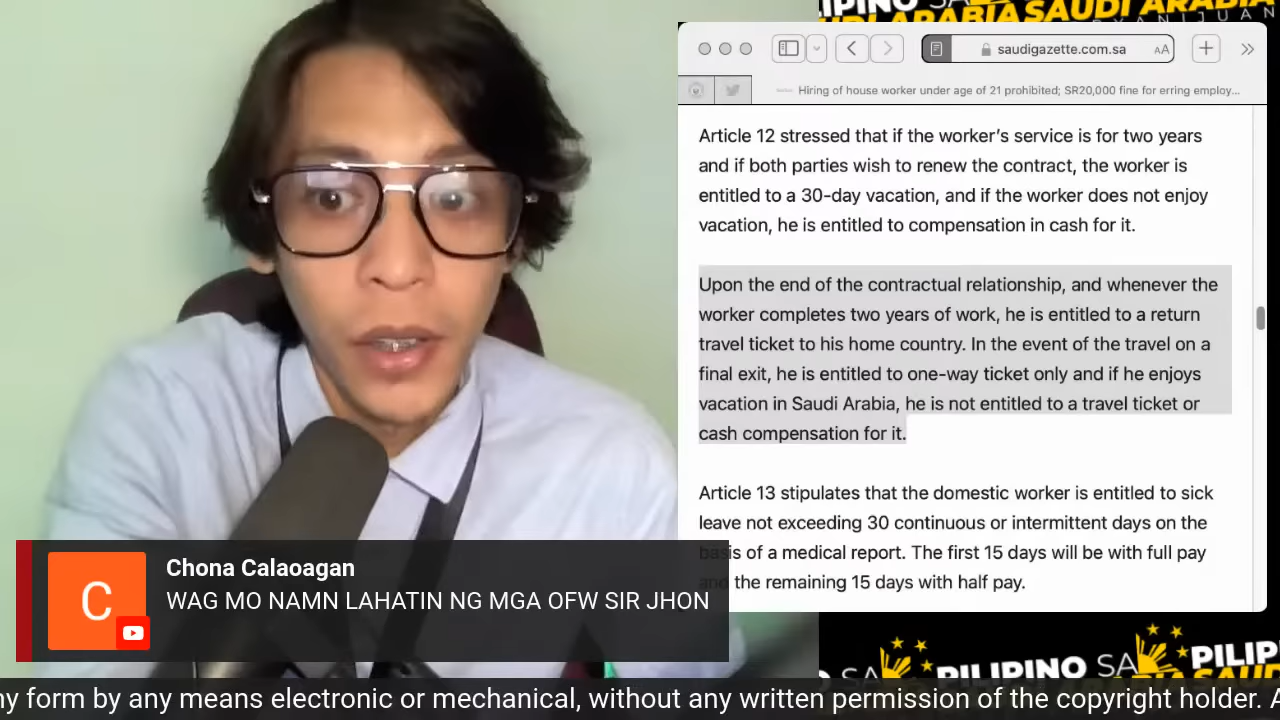 ILIPINO SA
UDI ARABIA SAUDI ARABIA
saudigazette.com.sa
AA
Hiring of house worker under age of 21 prohibited; SR20,000 fine for erring employ...
Article 12 stressed that if the worker's service is for two years
and if both parties wish to renew the contract, the worker is
entitled to a 30-day vacation, and if the worker does not enjoy
vacation, he is entitled to compensation in cash for it.
Upon the end of the contractual relationship, and whenever the
worker completes two years of work, he is entitled to a return
travel ticket to his home country. In the event of the travel on a
final exit, he is entitled to one-way ticket only and if he enjoys
vacation in Saudi Arabia, he is not entitled to a travel ticket or
cash compensation for it.
Article 13 stipulates that the domestic worker is entitled to sick
leave not exceeding 30 continuous or intermittent days on the
basis of a medical report. The first 15 days will be with full pay
and the remaining 15 days with half pay.
C
Chona Calaoagan
WAG MO NAMN LAHATIN NG MGA OFW SIR JHON
PILIPINO SA PILIP
ny form by any means electronic or mechanical, without any written permission of the copyright holder. A